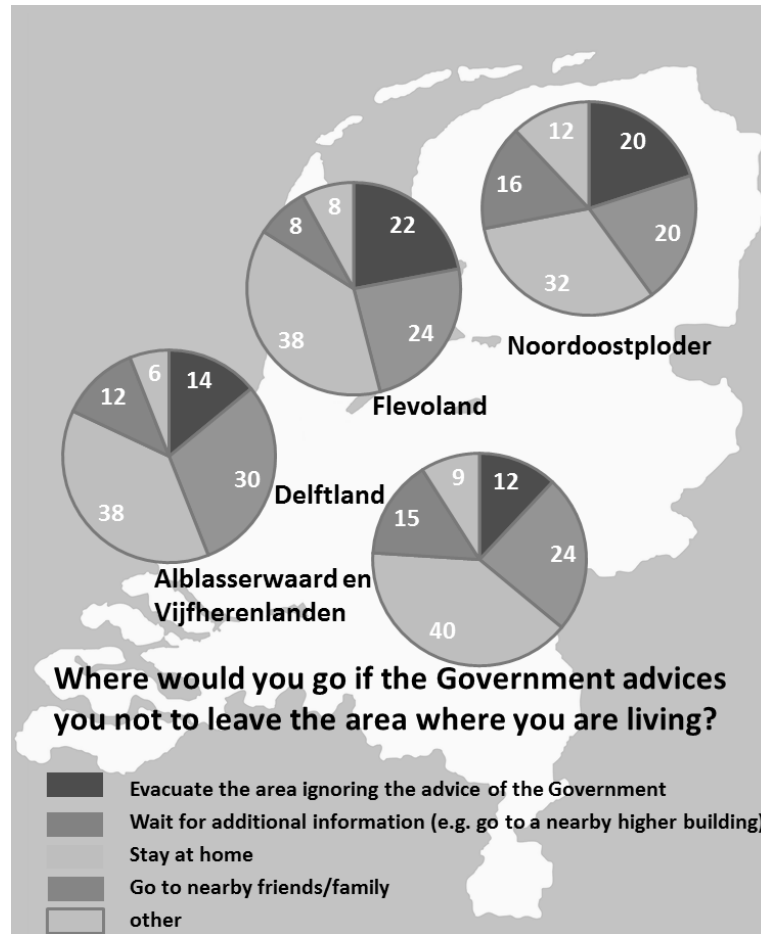 12
20
16
20
32
Noordoostploder
8
8
22
38
24
Flevoland
6
14
12
30
38
Delftland
9
12
15
24
40
Alblasserwaard en
Vijfherenlanden
Where would you go if the Government advices
you not to leave the area where you are living?
Evacuate the area ignoring the advice of the Government
Wait for additional information (e.g. go to a nearby higher building)
Stay at home
Go to nearby friends/family
other